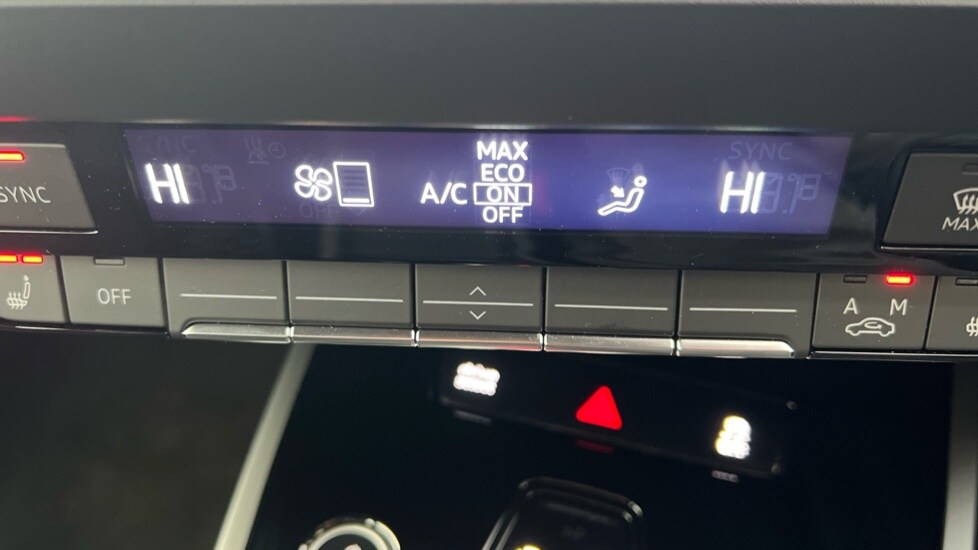 SYNC
HI
A/C
MAX
ECO
ON
OFF
SYNC
HI
MAX
OFF
A M